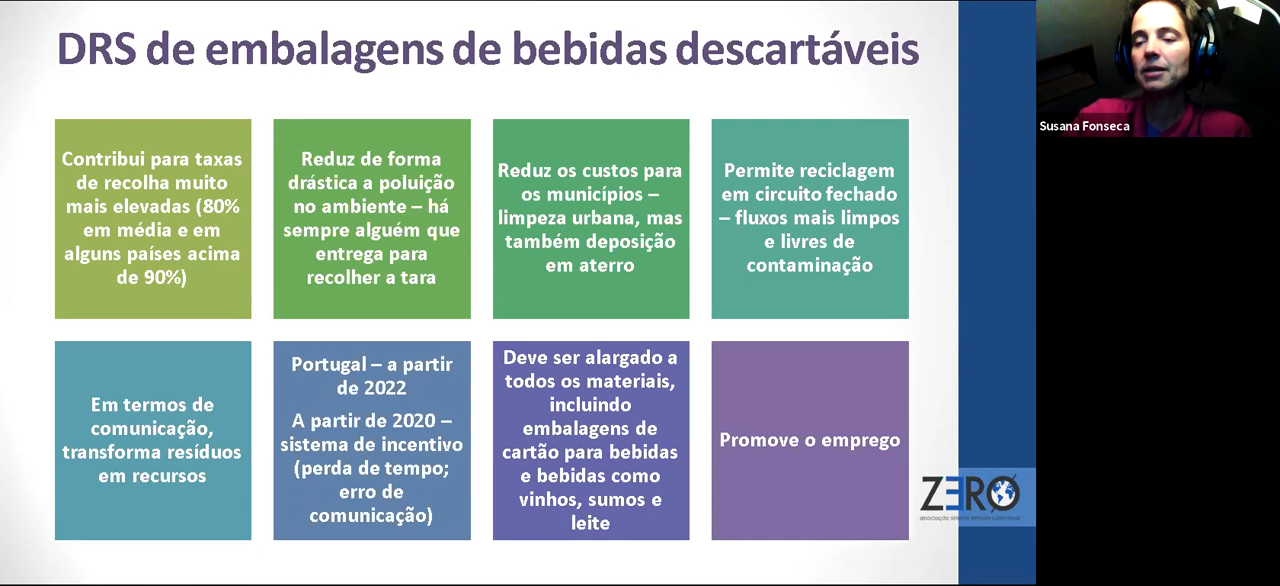 DRS de embalagens de bebidas descartáveis
Susana Fonseca
Contribui para taxas
de recolha muito
mais elevadas (80%
em média e em
alguns países acima
de 90%)
Reduz de forma
drástica a poluição
no ambiente – há
sempre alguém que
entrega para
recolher a tara
Reduz os custos para
os municípios –
limpeza urbana, mas
também deposição
em aterro
Permite reciclagem
em circuito fechado
– fluxos mais limpos
e livres de
contaminação
Em termos de
comunicação,
transforma resíduos
em recursos
Portugal – a partir
de 2022
A partir de 2020 –
sistema de incentivo
(perda de tempo;
erro de
comunicação)
Deve ser alargado a
todos os materiais,
incluindo
embalagens de
cartão para bebidas
e bebidas como
vinhos, sumos e
leite
Promove o emprego
ZERO